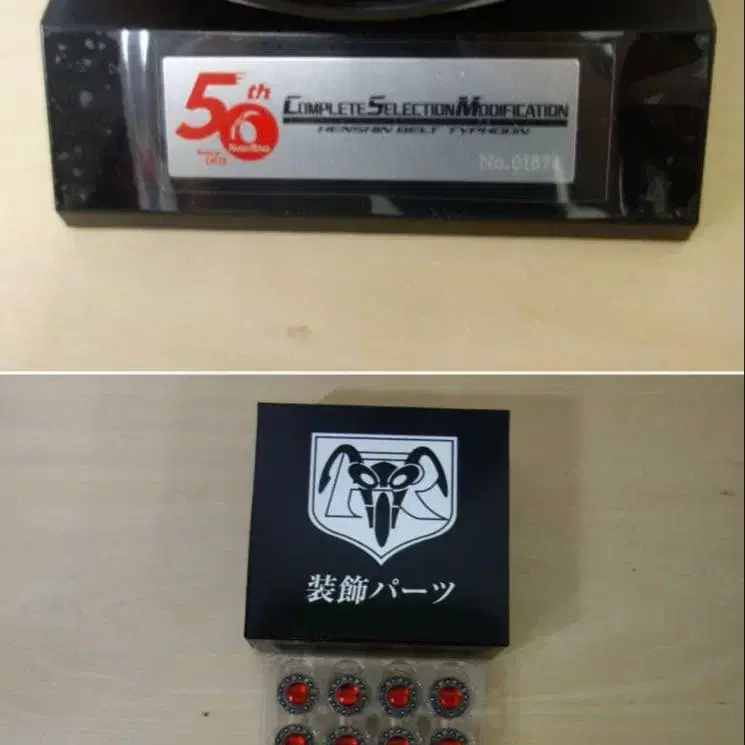 50th
COMPLETE SELECTION MODIFICATION
HENSHIN BELT TYPHOON
装飾パーツ